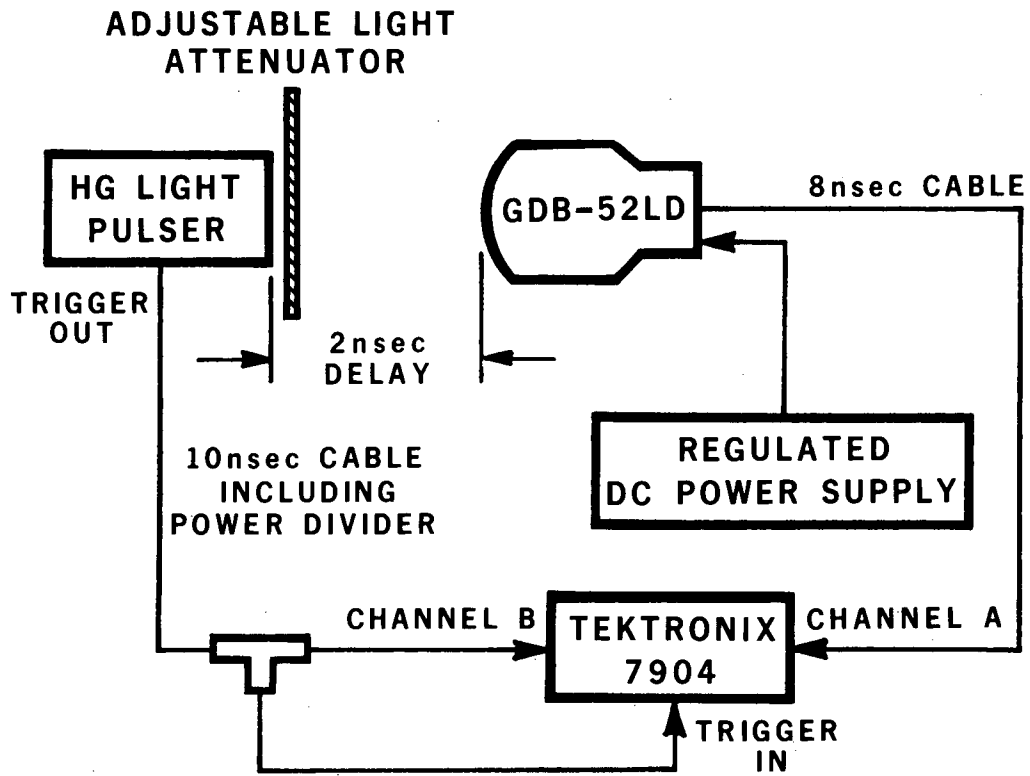 ADJUSTABLE LIGHT
ATTENUATOR
HG LIGHT
PULSER
GDB-52LD
8nsec CABLE
TRIGGER
OUT
2nsec
DELAY
REGULATED
DC POWER SUPPLY
10nsec CABLE
INCLUDING
POWER DIVIDER
CHANNEL B
TEKTRONIX
7904
CHANNEL A
TRIGGER
IN